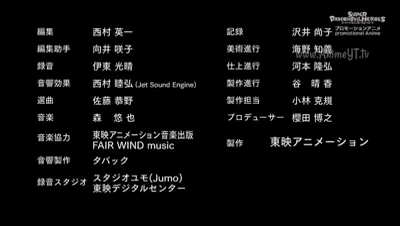 SUPER
DRAGONBALL HEROES
プロモーションアニメ
promotional Anime
www.AnimeYT.tv
編集 西村 英一
編集助手 向井 咲子
録音 伊東 光晴
音響効果 西村 睦弘(Jet Sound Engine)
選曲 佐藤 恭野
音楽 森 悠也
音楽協力 東映アニメーション音楽出版
FAIR WIND music
音響製作 タバック
録音スタジオ スタジオユモ(Jumo)
東映デジタルセンター
記録 沢井 尚子
美術進行 海野 知義
仕上進行 河本 隆弘
製作進行 谷 晴香
製作担当 小林 克規
プロデューサー 櫻田 博之
製作 東映アニメーション